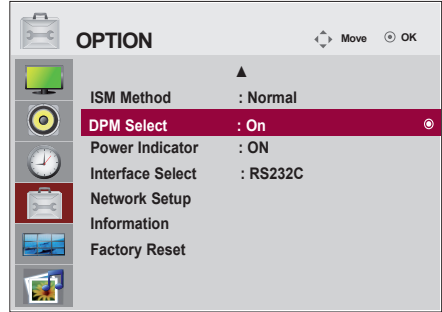 OPTION
Move OK
ISM Method : Normal
DPM Select : On
Power Indicator : ON
Interface Select : RS232C
Network Setup
Information
Factory Reset